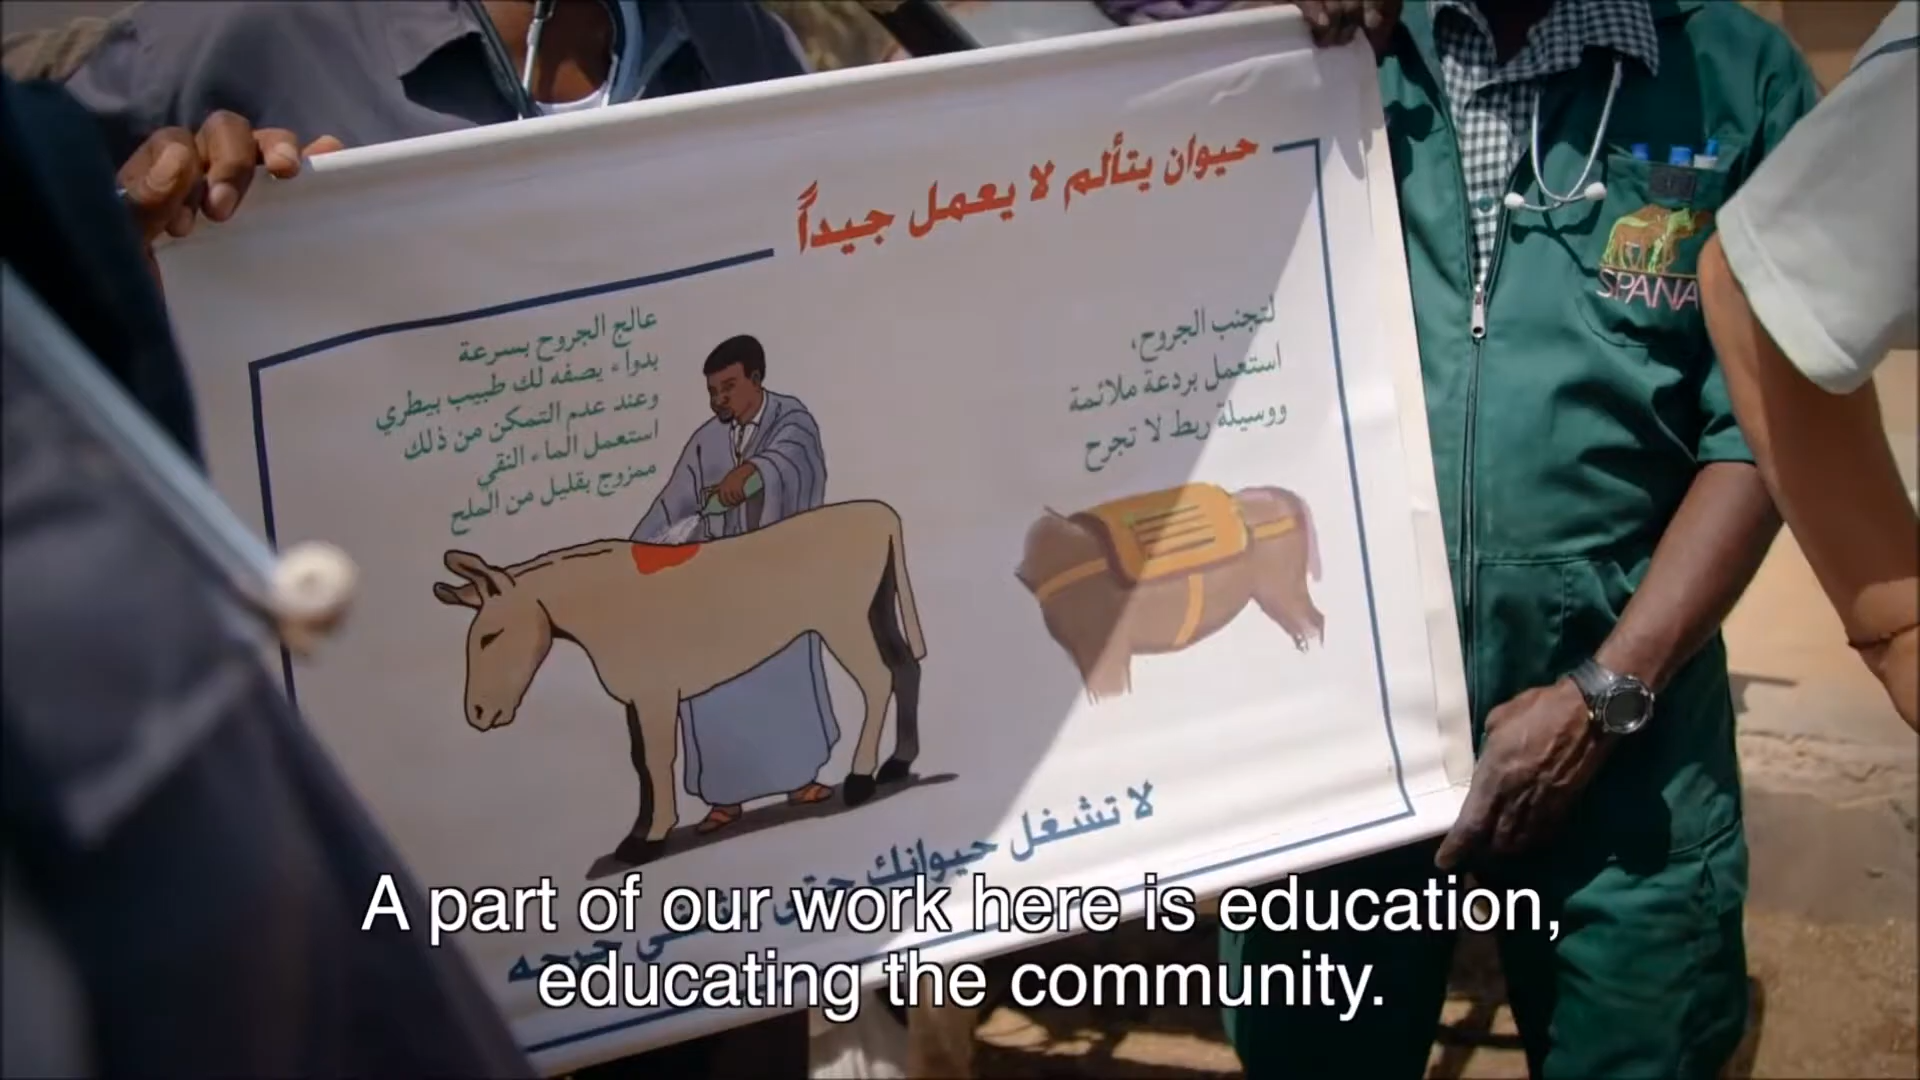 حيوان يتألم لا يعمل جيداً
لتجنب الجروح،
استعمل بردعة ملائمة
ووسيلة ربط لا تجرح
عالج الجروح بسرعة
بدواء يصفه لك طبيب بيطري
وعند عدم التمكن من ذلك
استعمل الماء النقي
ممزوج بقليل من الملح
لا تشغل حيوانك حتى جرحه
SPANA
A part of our work here is education,
educating the community.